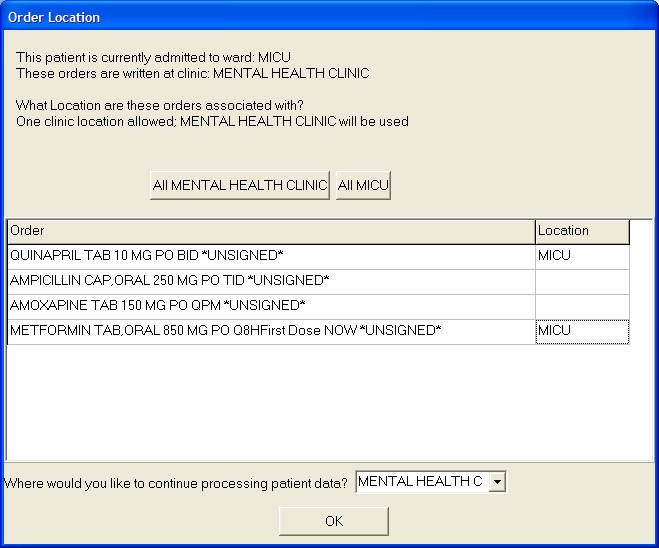 Order Location
This patient is currently admitted to ward: MICU
These orders are written at clinic: MENTAL HEALTH CLINIC
What Location are these orders associated with?
One clinic location allowed; MENTAL HEALTH CLINIC will be used
All MENTAL HEALTH CLINIC All MICU
Order Location
QUINAPRIL TAB 10 MG PO BID *UNSIGNED* MICU
AMPICILLIN CAP,ORAL 250 MG PO TID *UNSIGNED*
AMOXAPINE TAB 150 MG PO QPM *UNSIGNED*
METFORMIN TAB,ORAL 850 MG PO Q8HFirst Dose NOW *UNSIGNED* MICU
Where would you like to continue processing patient data? MENTAL HEALTH C
OK